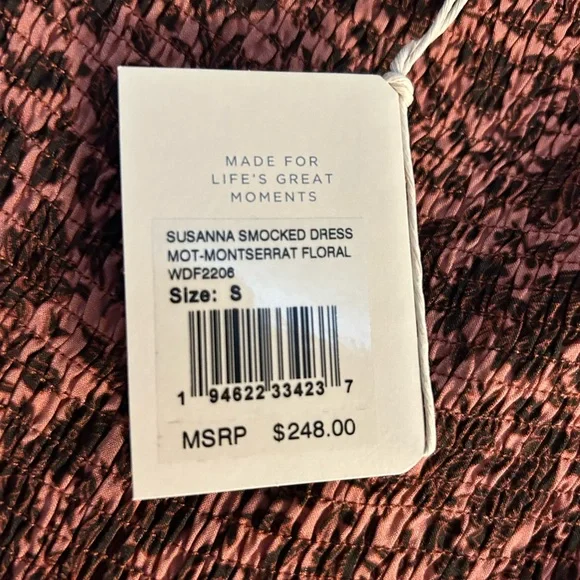 MADE FOR
LIFE'S GREAT
MOMENTS
SUSANNA SMOCKED DRESS
MOT-MONTSERRAT FLORAL
WDF2206
Size: S
1 94622 33423 7
MSRP $248.00